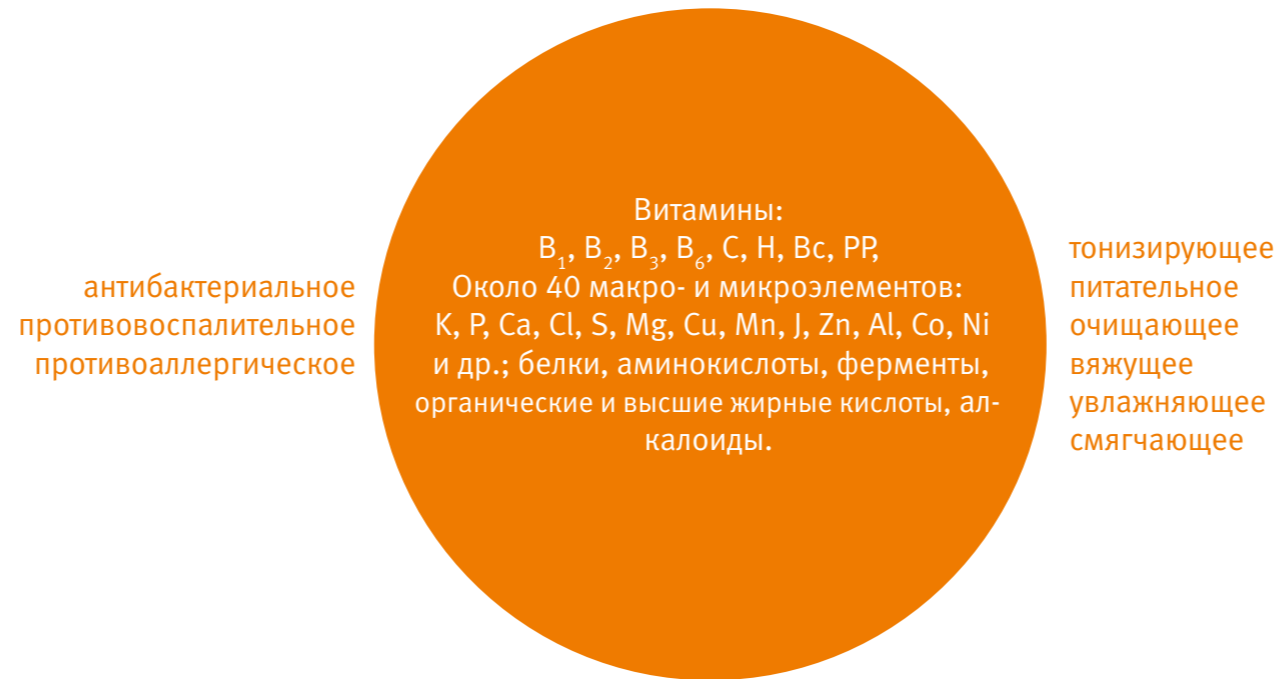 антибактериальное
противовоспалительное
противоаллергическое
Витамины:
B₁, B₂, B₃, B₆, C, H, Bc, PP,
Около 40 макро- и микроэлементов:
K, P, Ca, Cl, S, Mg, Cu, Mn, J, Zn, Al, Co, Ni
и др.; белки, аминокислоты, ферменты,
органические и высшие жирные кислоты, ал-
калоиды.
тонизирующее
питательное
очищающее
вяжущее
увлажняющее
смягчающее